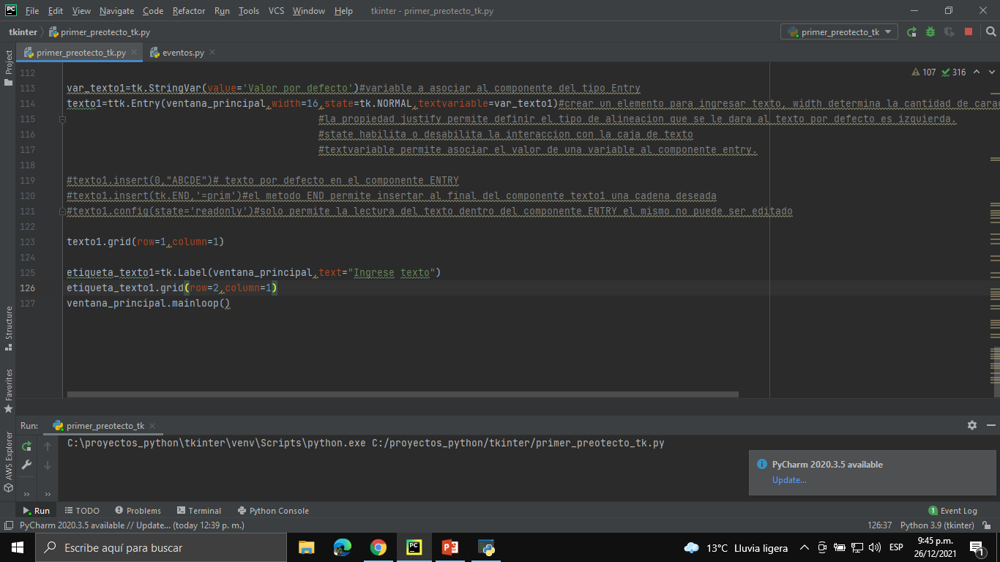 File Edit View Navigate Code Refactor Run Tools VCS Window Help tkinter - primer_preotecto_tk.py
tkinter primer_preotecto_tk.py primer_preotecto_tk
primer_preotecto_tk.py eventos.py
Project
107 316
112
113 var_texto1=tk.StringVar(value='Valor por defecto')#variable a asociar al componente del tipo Entry
114 texto1=ttk.Entry(ventana_principal,width=16,state=tk.NORMAL,textvariable=var_texto1)#crear un elemento para ingresar texto, width determina la cantidad de carac
115 #la propiedad justify permite definir el tipo de alineacion que se le dara al texto por defecto es izquierda.
116 #state habilita o desabilita la interaccion con la caja de texto
117 #textvariable permite asociar el valor de una variable al componente entry.
118
119 #texto1.insert(0,"ABCDE")# texto por defecto en el componente ENTRY
120 #texto1.insert(tk.END,'=prim')#el metodo END permite insertar al final del componente texto1 una cadena deseada
121 #texto1.config(state='readonly')#solo permite la lectura del texto dentro del componente ENTRY el mismo no puede ser editado
122
123 texto1.grid(row=1,column=1)
124
125 etiqueta_texto1=tk.Label(ventana_principal,text="Ingrese texto")
126 etiqueta_texto1.grid(row=2,column=1)
127 ventana_principal.mainloop()
Structure
Favorites
AWS Explorer
Run: primer_preotecto_tk
C:\proyectos_python\tkinter\venv\Scripts\python.exe C:/proyectos_python/tkinter/primer_preotecto_tk.py
PyCharm 2020.3.5 available
Update...
Run TODO Problems Terminal Python Console 1 Event Log
PyCharm 2020.3.5 available // Update... (today 12:39 p. m.) 126:37 Python 3.9 (tkinter)
Escribe aquí para buscar 13°C Lluvia ligera ESP 9:45 p.m.
26/12/2021 1